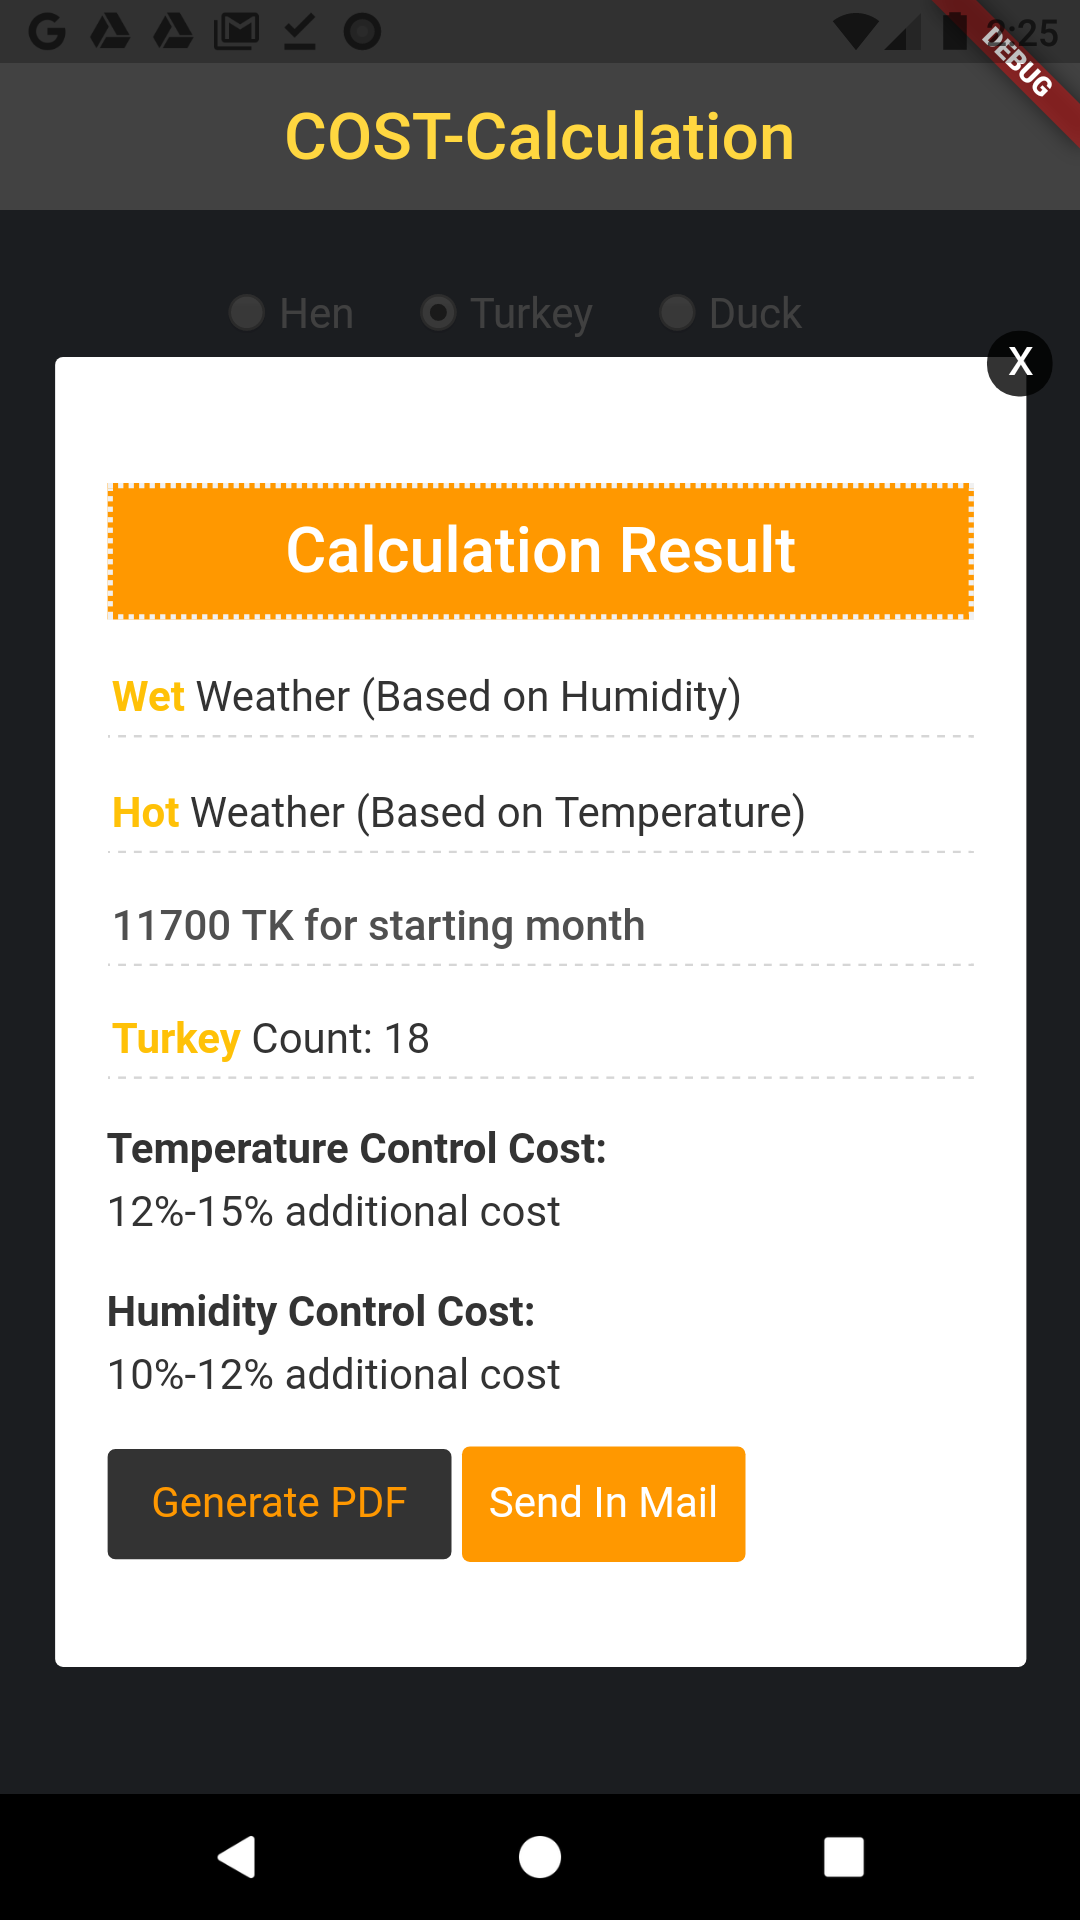 COST-Calculation
DEBUG
Hen Turkey Duck
X
Calculation Result
Wet Weather (Based on Humidity)
Hot Weather (Based on Temperature)
11700 TK for starting month
Turkey Count: 18
Temperature Control Cost:
12%-15% additional cost
Humidity Control Cost:
10%-12% additional cost
Generate PDF Send In Mail